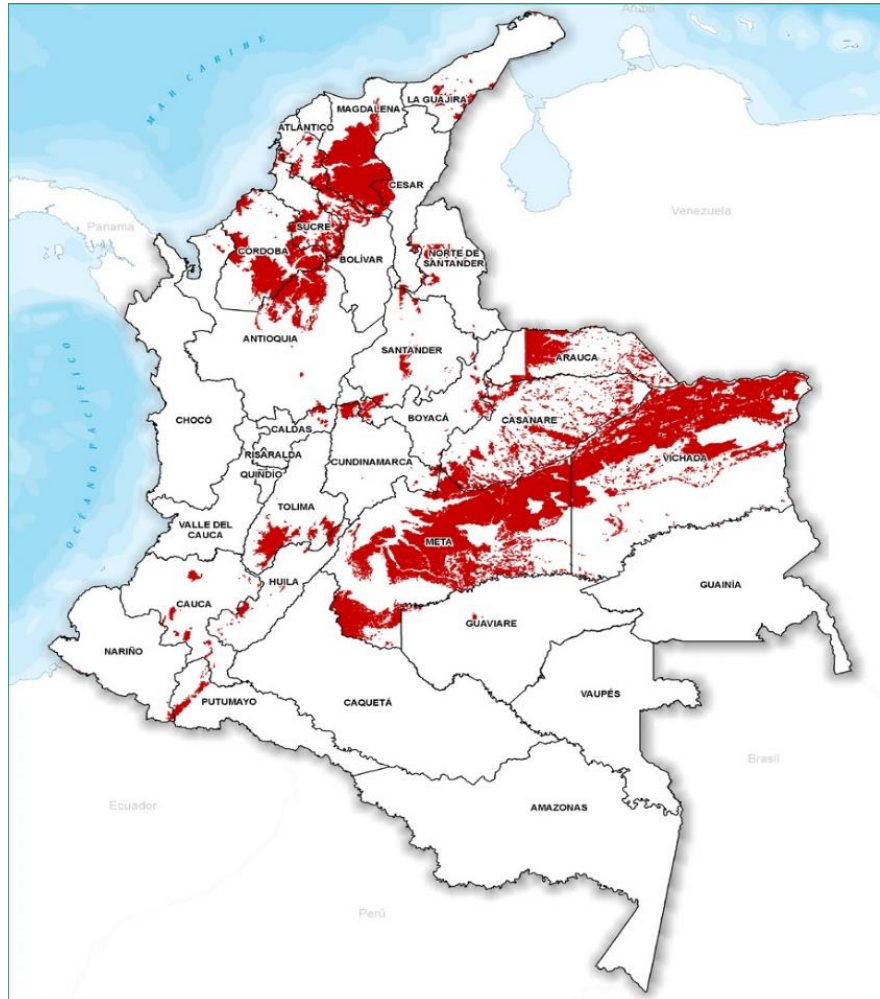 Aruba
MAR CARIBE
LA GUAJIRA
MAGDALENA
ATLÁNTICO
CESAR
Venezuela
Panama
SUCRE
CÓRDOBA
BOLÍVAR
NORTE DE
SANTANDER
ANTIOQUIA
SANTANDER
ARAUCA
CHOCÓ
BOYACÁ
CASANARE
CALDAS
RISARALDA
CUNDINAMARCA
VICHADA
QUINDÍO
OCÉANO PACÍFICO
TOLIMA
VALLE DEL
CAUCA
META
HUILA
GUAINÍA
CAUCA
GUAVIARE
NARIÑO
VAUPÉS
PUTUMAYO
CAQUETÁ
Brasil
Ecuador
AMAZONAS
Perú